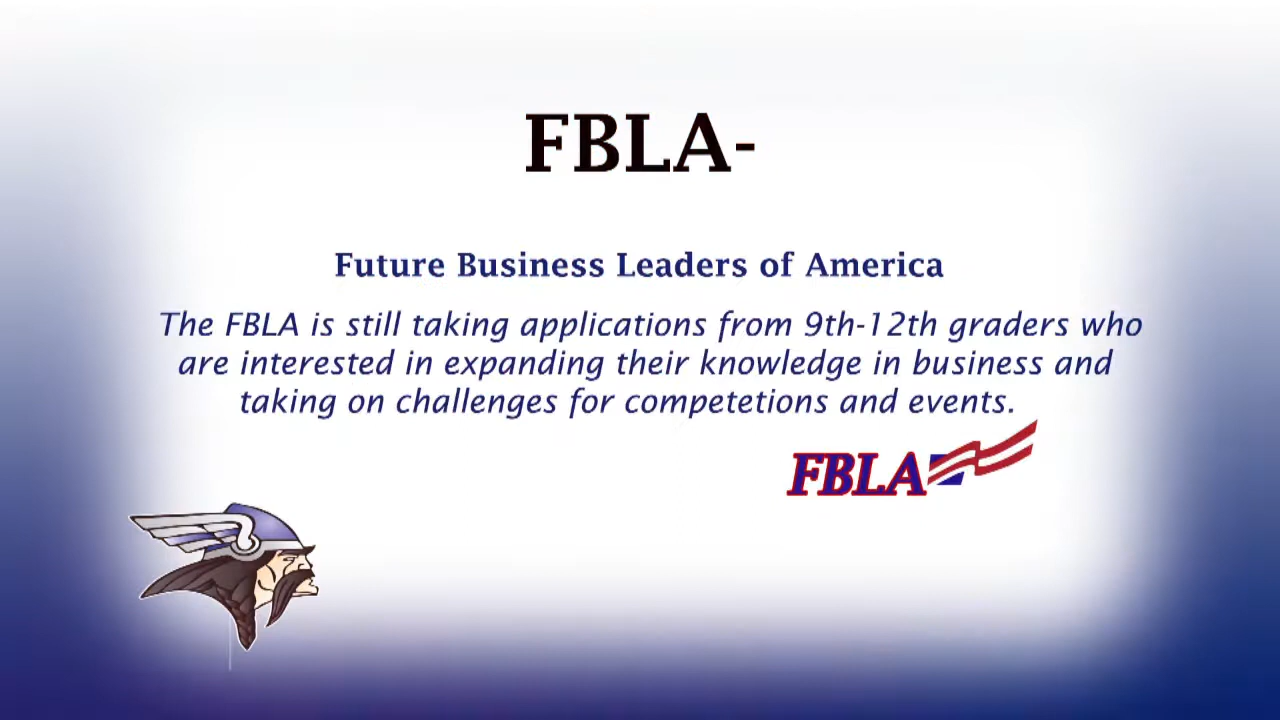 FBLA-
Future Business Leaders of America
The FBLA is still taking applications from 9th-12th graders who
are interested in expanding their knowledge in business and
taking on challenges for competetions and events.
FBLA